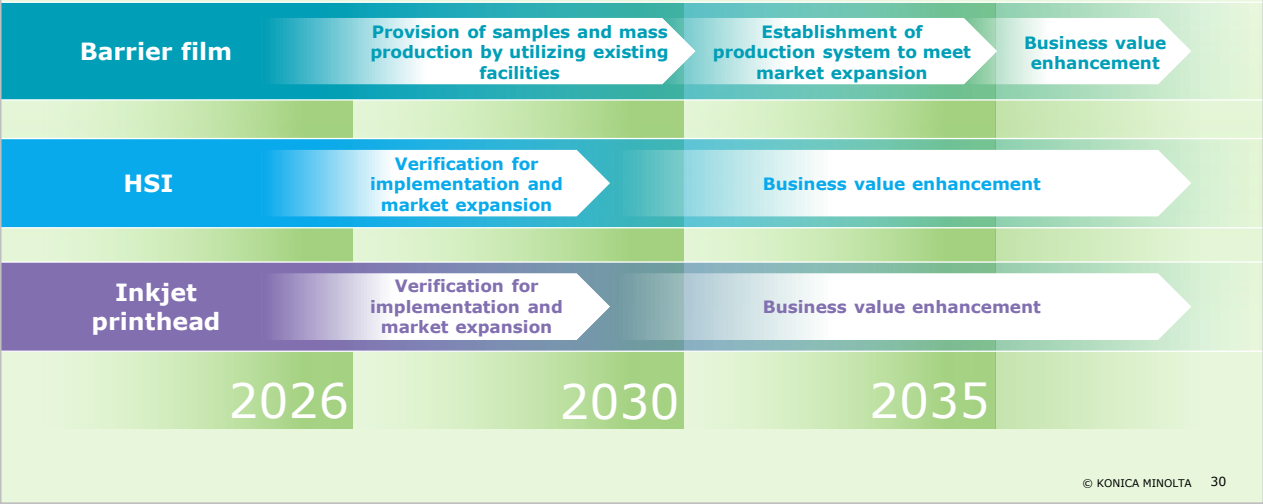 Barrier film
Provision of samples and mass
production by utilizing existing
facilities
Establishment of
production system to meet
market expansion
Business value
enhancement
HSI
Verification for
implementation and
market expansion
Business value enhancement
Inkjet
printhead
Verification for
implementation and
market expansion
Business value enhancement
2026
2030
2035
© KONICA MINOLTA 30